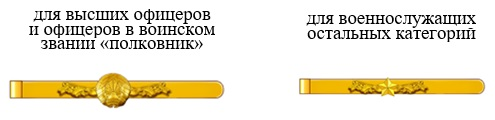 для высших офицеров
и офицеров в воинском
звании «полковник»
для военнослужащих
остальных категорий